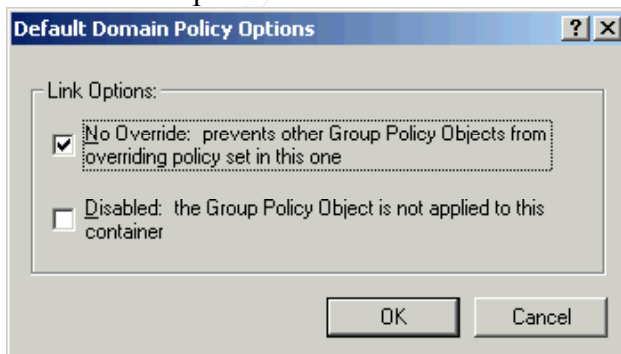 Default Domain Policy Options
Link Options:
No Override: prevents other Group Policy Objects from
overriding policy set in this one
Disabled: the Group Policy Object is not applied to this
container
OK Cancel